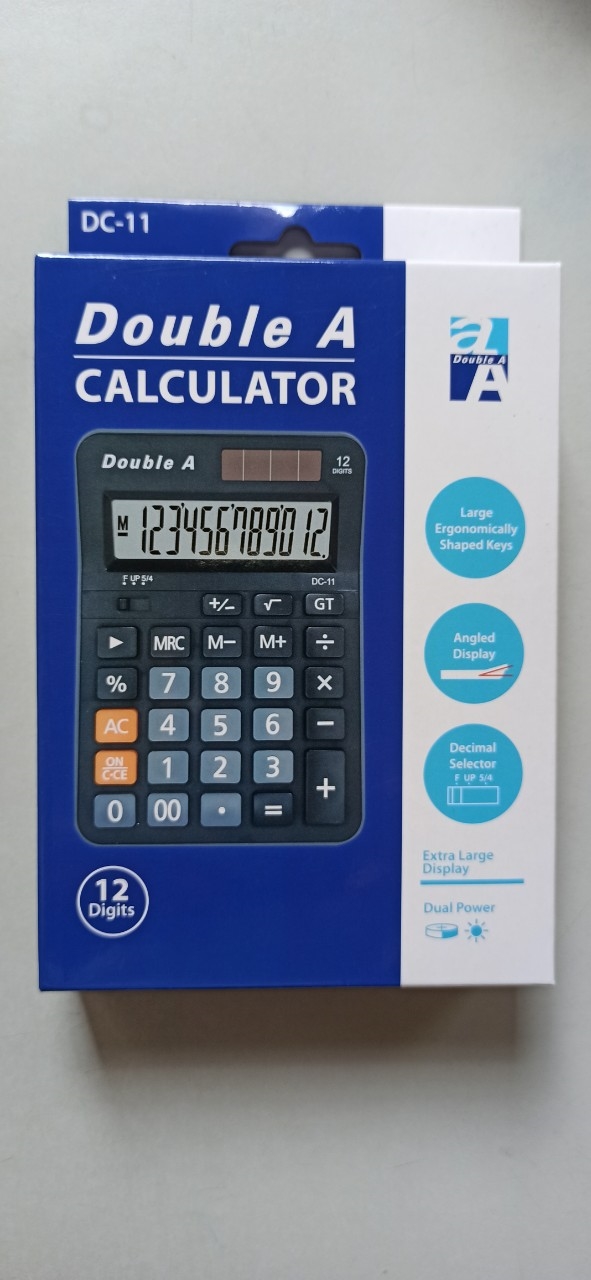 DC-11
Double A
CALCULATOR
Double A
12
DIGITS
M
123456789012.
F UP 5/4
DC-11
+/− √ GT
► MRC M− M+ ÷
% 7 8 9 ×
AC 4 5 6 −
ON
C·CE 1 2 3 +
0 00 · =
12
Digits
a
Double A
A
Large
Ergonomically
Shaped Keys
Angled
Display
Decimal
Selector
F UP 5/4
Extra Large
Display
Dual Power